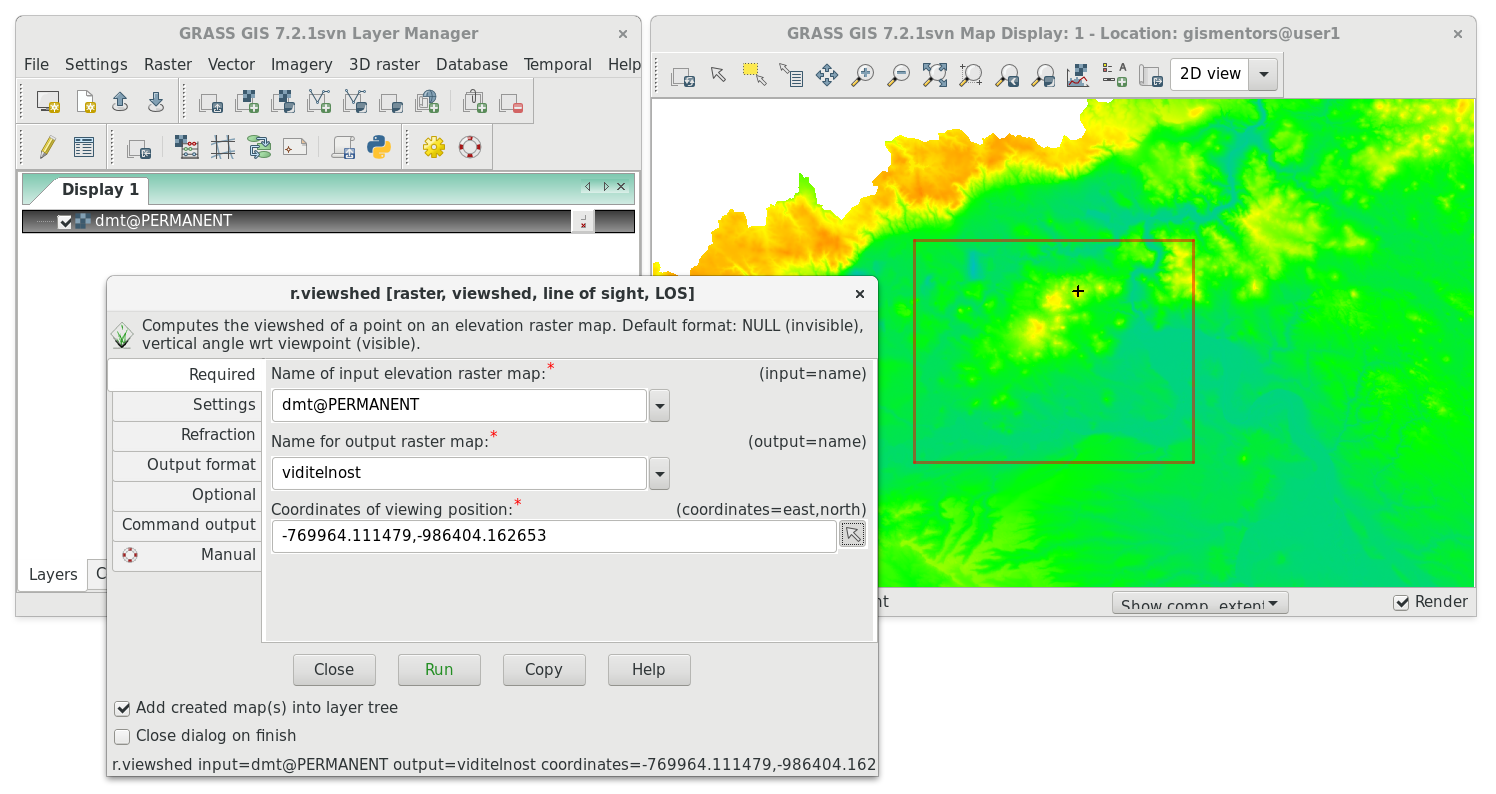 GRASS GIS 7.2.1svn Layer Manager
File Settings Raster Vector Imagery 3D raster Database Temporal Help
Display 1
dmt@PERMANENT
Layers
GRASS GIS 7.2.1svn Map Display: 1 - Location: gismentors@user1
2D view
Show comp. extent
Render
r.viewshed [raster, viewshed, line of sight, LOS]
Computes the viewshed of a point on an elevation raster map. Default format: NULL (invisible),
vertical angle wrt viewpoint (visible).
Required
Settings
Refraction
Output format
Optional
Command output
Manual
Name of input elevation raster map:* (input=name)
dmt@PERMANENT
Name for output raster map:* (output=name)
viditelnost
Coordinates of viewing position:* (coordinates=east,north)
-769964.111479,-986404.162653
Close Run Copy Help
Add created map(s) into layer tree
Close dialog on finish
r.viewshed input=dmt@PERMANENT output=viditelnost coordinates=-769964.111479,-986404.162